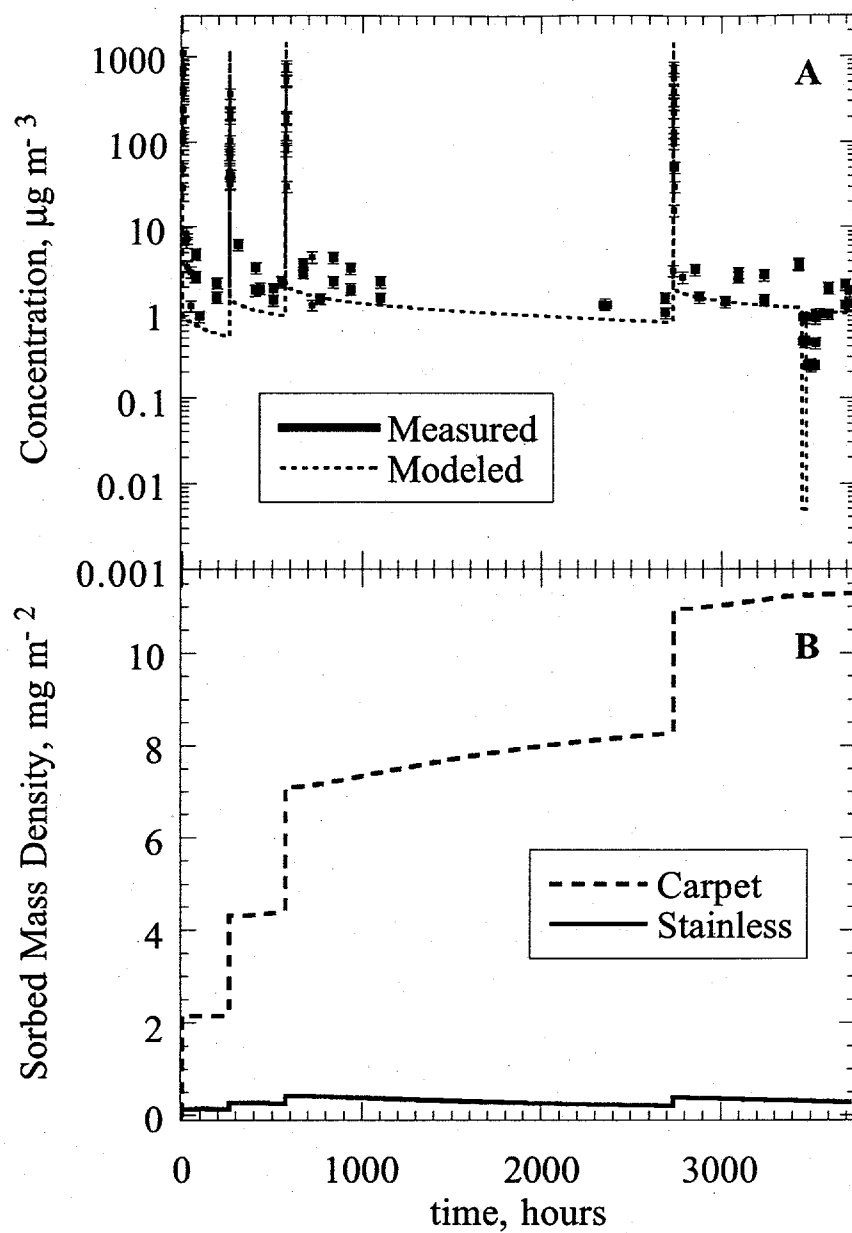 A
1000
100
10
1
0.1
0.01
0.001
Concentration, µg m⁻³
Measured
Modeled
B
10
8
6
4
2
0
Sorbed Mass Density, mg m⁻²
Carpet
Stainless
0 1000 2000 3000
time, hours